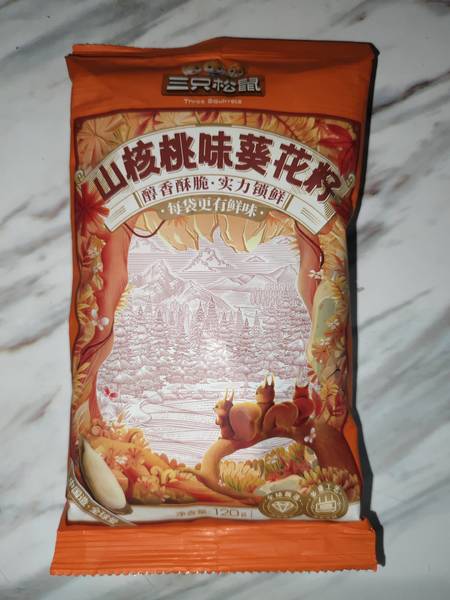 三只松鼠
Three Squirrels
山核桃味葵花籽
醇香酥脆·实力锁鲜
·每袋更有鲜味·
净含量：120g